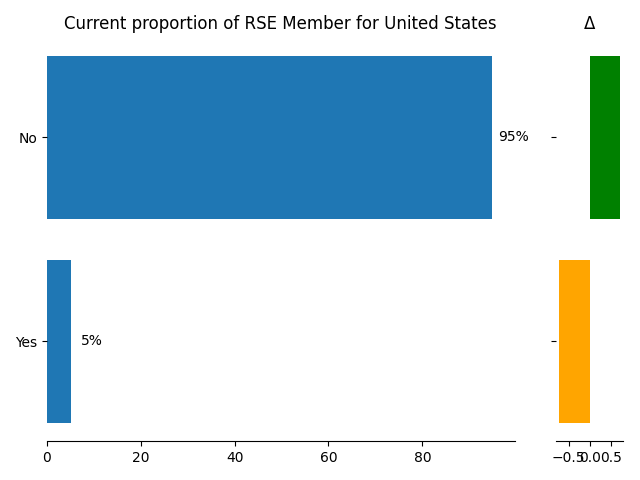 Current proportion of RSE Member for United States
Δ
No
95%
Yes
5%
0 20 40 60 80
−0.5 0.0 0.5